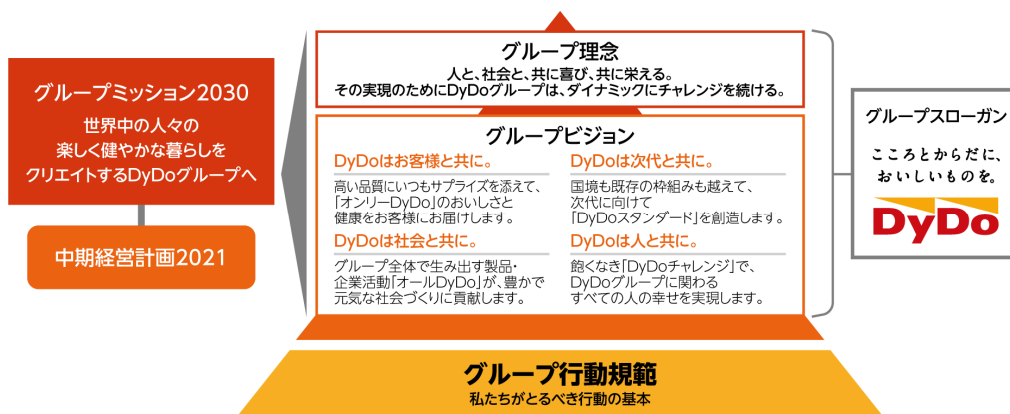 グループミッション2030
世界中の人々の
楽しく健やかな暮らしを
クリエイトするDyDoグループへ
中期経営計画2021
グループ理念
人と、社会と、共に喜び、共に栄える。
その実現のためにDyDoグループは、ダイナミックにチャレンジを続ける。
グループビジョン
DyDoはお客様と共に。
高い品質にいつもサプライズを添えて、
「オンリーDyDo」のおいしさと
健康をお客様にお届けします。
DyDoは次代と共に。
国境も既存の枠組みも越えて、
次代に向けて
「DyDoスタンダード」を創造します。
DyDoは社会と共に。
グループ全体で生み出す製品・
企業活動「オールDyDo」が、豊かで
元気な社会づくりに貢献します。
DyDoは人と共に。
飽くなき「DyDoチャレンジ」で、
DyDoグループに関わる
すべての人の幸せを実現します。
グループ行動規範
私たちがとるべき行動の基本
グループスローガン
こころとからだに、
おいしいものを。
DyDo